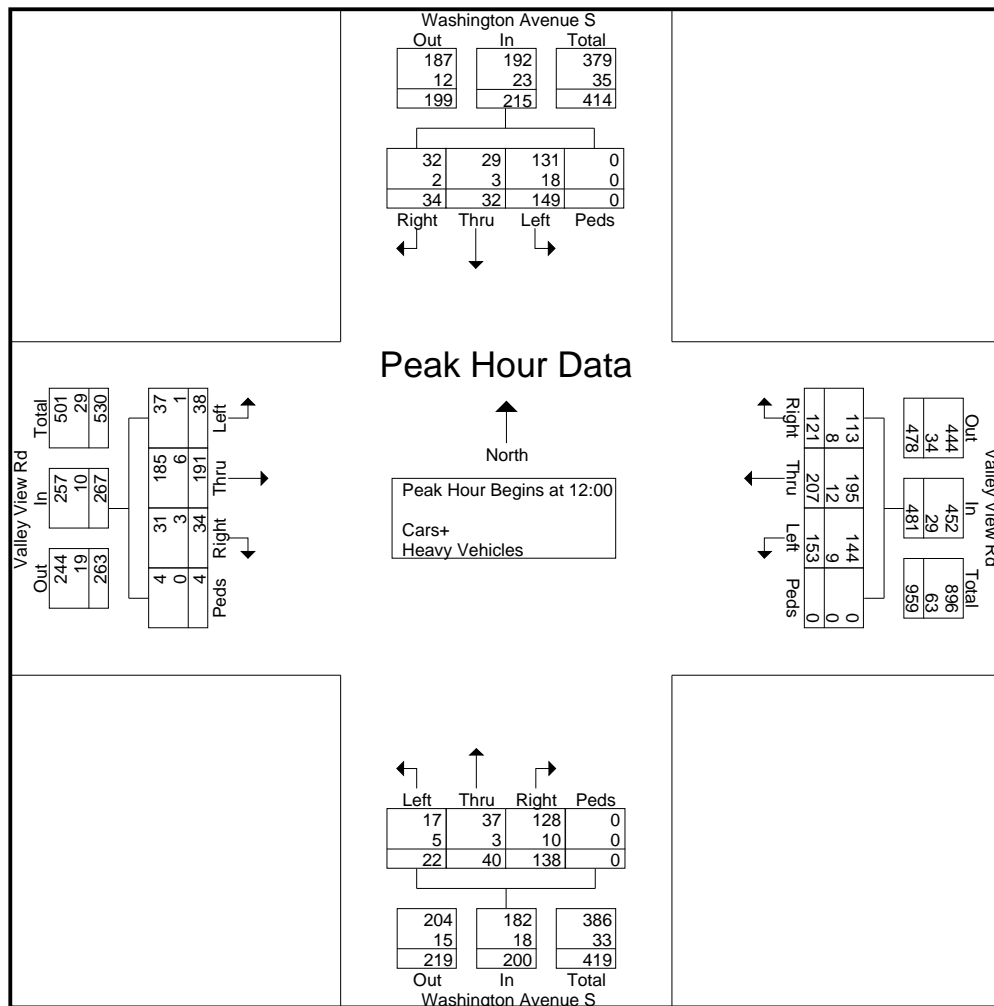 Washington Avenue S
Out In Total
187 192 379
12 23 35
199 215 414
32 29 131 0
2 3 18 0
34 32 149 0
Right Thru Left Peds
Peak Hour Data
North
Peak Hour Begins at 12:00
Cars+
Heavy Vehicles
Valley View Rd
Total In Out
501 257 244
29 10 19
530 267 263
37 185 31 4
1 6 3 0
38 191 34 4
Left Thru Right Peds
Valley View Rd
Out In Total
444 452 896
34 29 63
478 481 959
113 195 144 0
8 12 9 0
121 207 153 0
Right Thru Left Peds
Left Thru Right Peds
17 37 128 0
5 3 10 0
22 40 138 0
204 182 386
15 18 33
219 200 419
Out In Total
Washington Avenue S